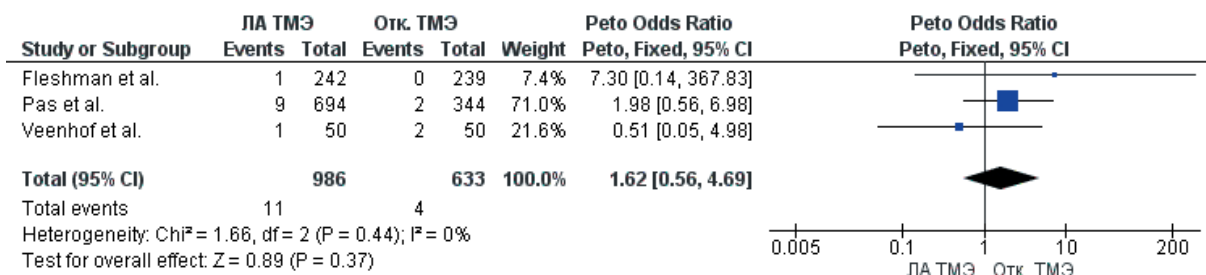 ЛА ТМЭ Отк. ТМЭ Peto Odds Ratio Peto Odds Ratio
Study or Subgroup Events Total Events Total Weight Peto, Fixed, 95% CI Peto, Fixed, 95% CI
Fleshman et al. 1 242 0 239 7.4% 7.30 [0.14, 367.83]
Pas et al. 9 694 2 344 71.0% 1.98 [0.56, 6.98]
Veenhof et al. 1 50 2 50 21.6% 0.51 [0.05, 4.98]
Total (95% CI) 986 633 100.0% 1.62 [0.56, 4.69]
Total events 11 4
Heterogeneity: Chi² = 1.66, df = 2 (P = 0.44); I² = 0%
Test for overall effect: Z = 0.89 (P = 0.37)
0.005 0.1 1 10 200
ЛА ТМЭ Отк. ТМЭ